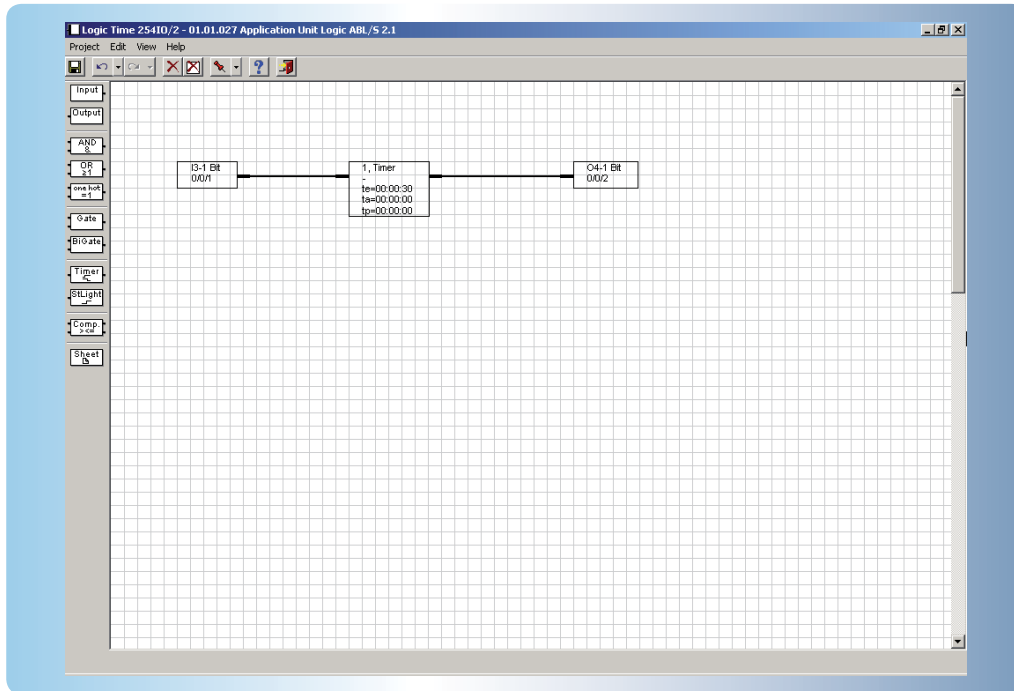 Logic Time 254IO/2 - 01.01.027 Application Unit Logic ABL/S 2.1
Project Edit View Help
?
Input
Output
AND
&
OR
≥1
one hot
=1
Gate
BiGate
Timer
StLight
Comp.
> <=
Sheet
I3-1 Bit
0/0/1
1, Timer
-
te=00:00:30
ta=00:00:00
tp=00:00:00
O4-1 Bit
0/0/2